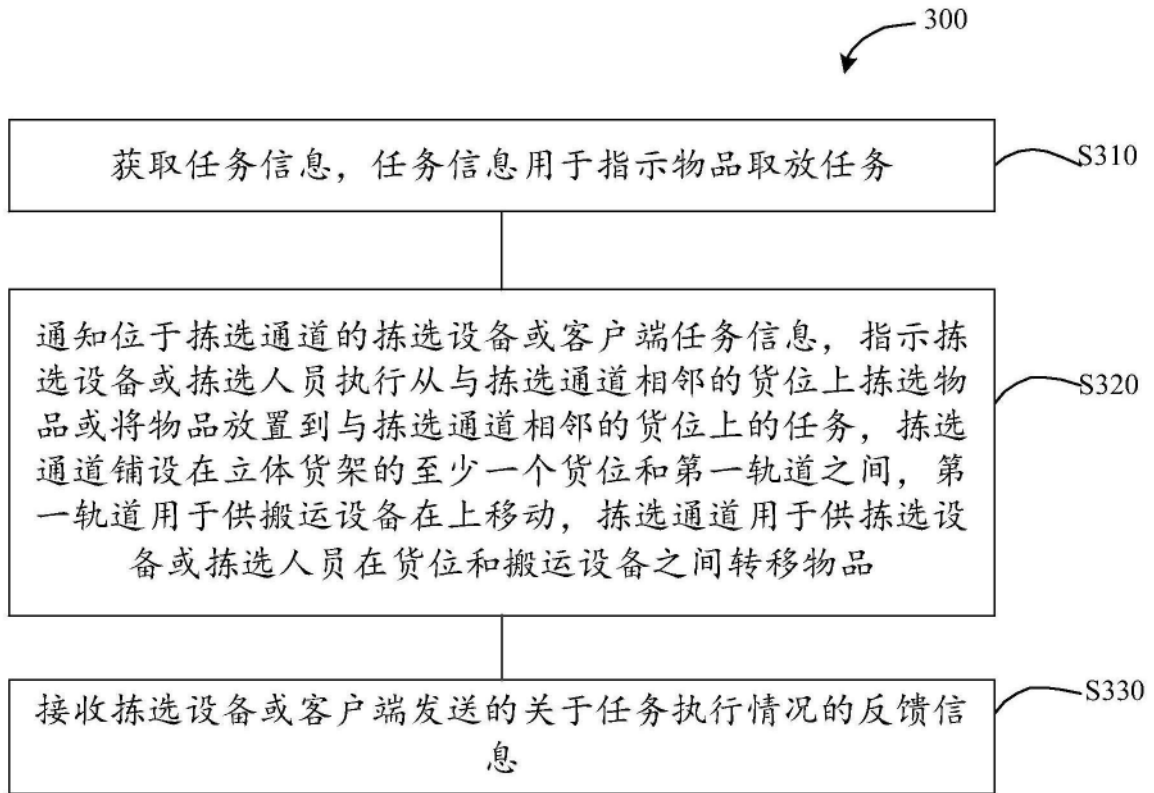 300
获取任务信息，任务信息用于指示物品取放任务
S310
通知位于拣选通道的拣选设备或客户端任务信息，指示拣
选设备或拣选人员执行从与拣选通道相邻的货位上拣选物
品或将物品放置到与拣选通道相邻的货位上的任务，拣选
通道铺设在立体货架的至少一个货位和第一轨道之间，第
一轨道用于供搬运设备在上移动，拣选通道用于供拣选设
备或拣选人员在货位和搬运设备之间转移物品
S320
接收拣选设备或客户端发送的关于任务执行情况的反馈信
息
S330